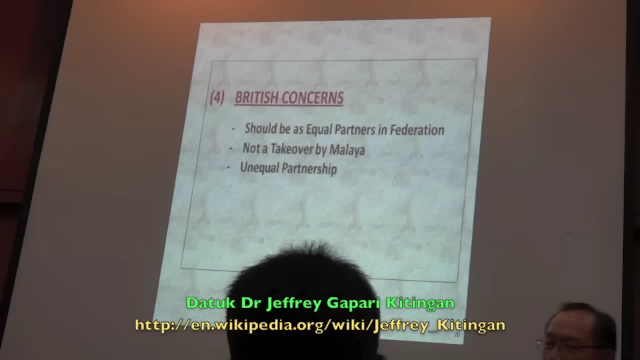 (4) BRITISH CONCERNS
- Should be as Equal Partners in Federation
- Not a Takeover by Malaya
- Unequal Partnership
Datuk Dr Jeffrey Gapari Kitingan
http://en.wikipedia.org/wiki/Jeffrey_Kitingan